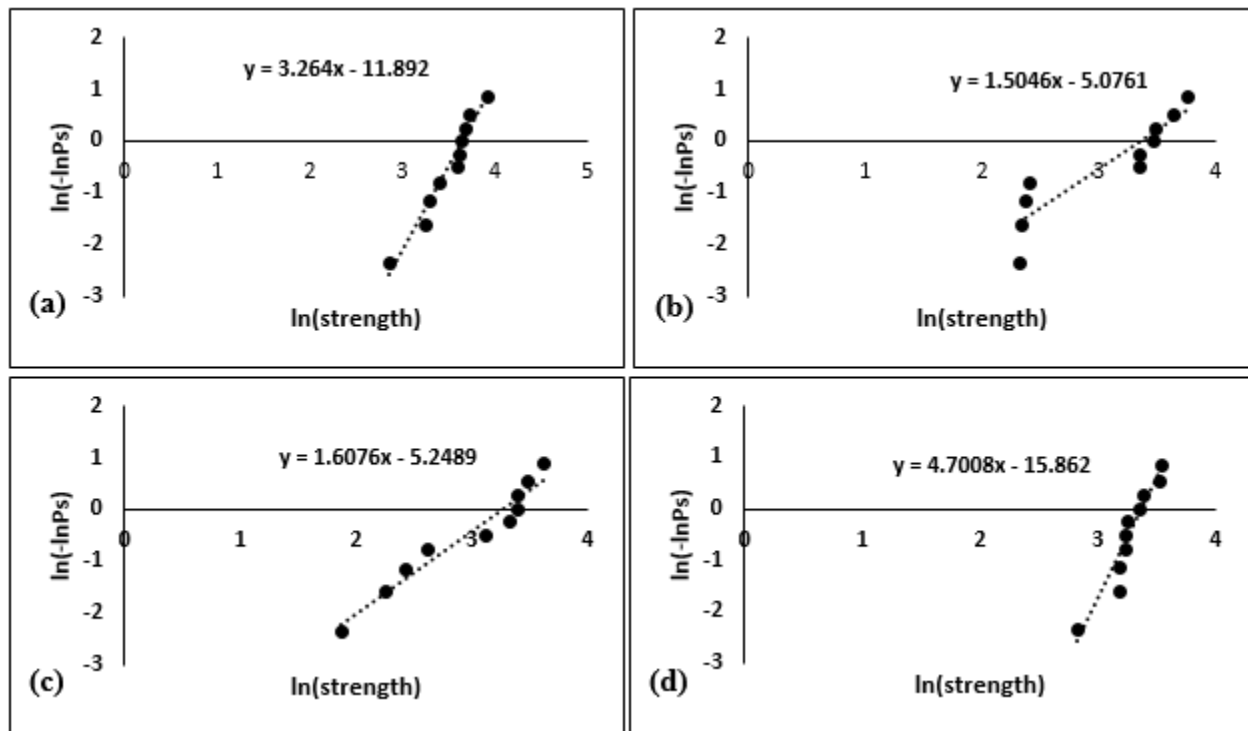 2
y = 3.264x - 11.892
1
0
0 1 2 3 4 5
-1
-2
-3
ln(-lnPs)
ln(strength)
(a)
2
y = 1.5046x - 5.0761
1
0
0 1 2 3 4
-1
-2
-3
ln(-lnPs)
ln(strength)
(b)
2
1
y = 1.6076x - 5.2489
0
0 1 2 3 4
-1
-2
-3
ln(-lnPs)
ln(strength)
(c)
2
1
y = 4.7008x - 15.862
0
0 1 2 3 4
-1
-2
-3
ln(-lnPs)
ln(strength)
(d)